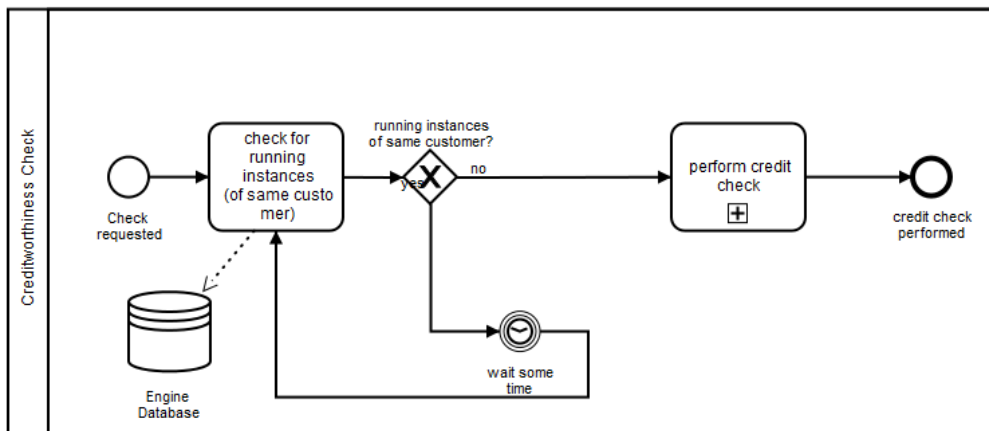 Creditworthiness Check
Check
requested
check for
running
instances
(of same custo
mer)
Engine
Database
running instances
of same customer?
yes
no
wait some
time
perform credit
check
credit check
performed